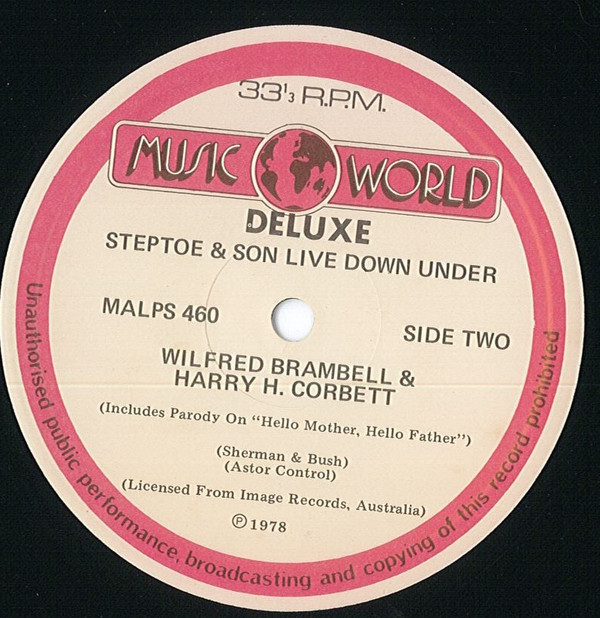 33⅓ R.P.M.
MUSIC WORLD
DELUXE
STEPTOE & SON LIVE DOWN UNDER
MALPS 460
SIDE TWO
WILFRED BRAMBELL &
HARRY H. CORBETT
(Includes Parody On “Hello Mother, Hello Father”)
(Sherman & Bush)
(Astor Control)
(Licensed From Image Records, Australia)
℗ 1978
Unauthorised public performance, broadcasting and copying of this record prohibited